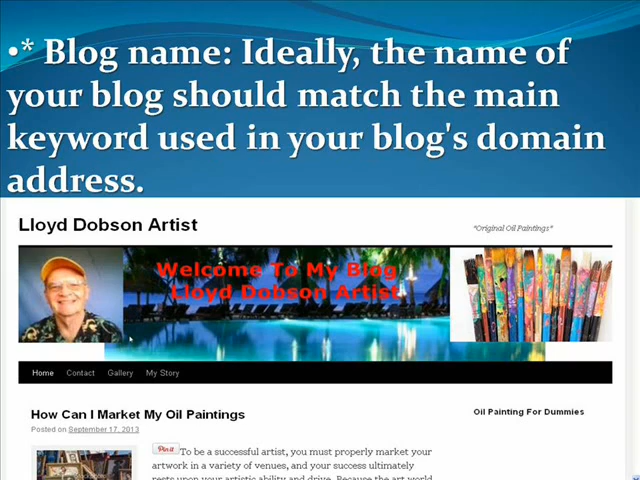 •* Blog name: Ideally, the name of
your blog should match the main
keyword used in your blog's domain
address.
Lloyd Dobson Artist
"Original Oil Paintings"
Welcome To My Blog
Lloyd Dobson Artist
Home Contact Gallery My Story
How Can I Market My Oil Paintings
Oil Painting For Dummies
Posted on September 17, 2013
Pin it To be a successful artist, you must properly market your
artwork in a variety of venues, and your success ultimately
rests upon your artistic ability and drive. Because the art world